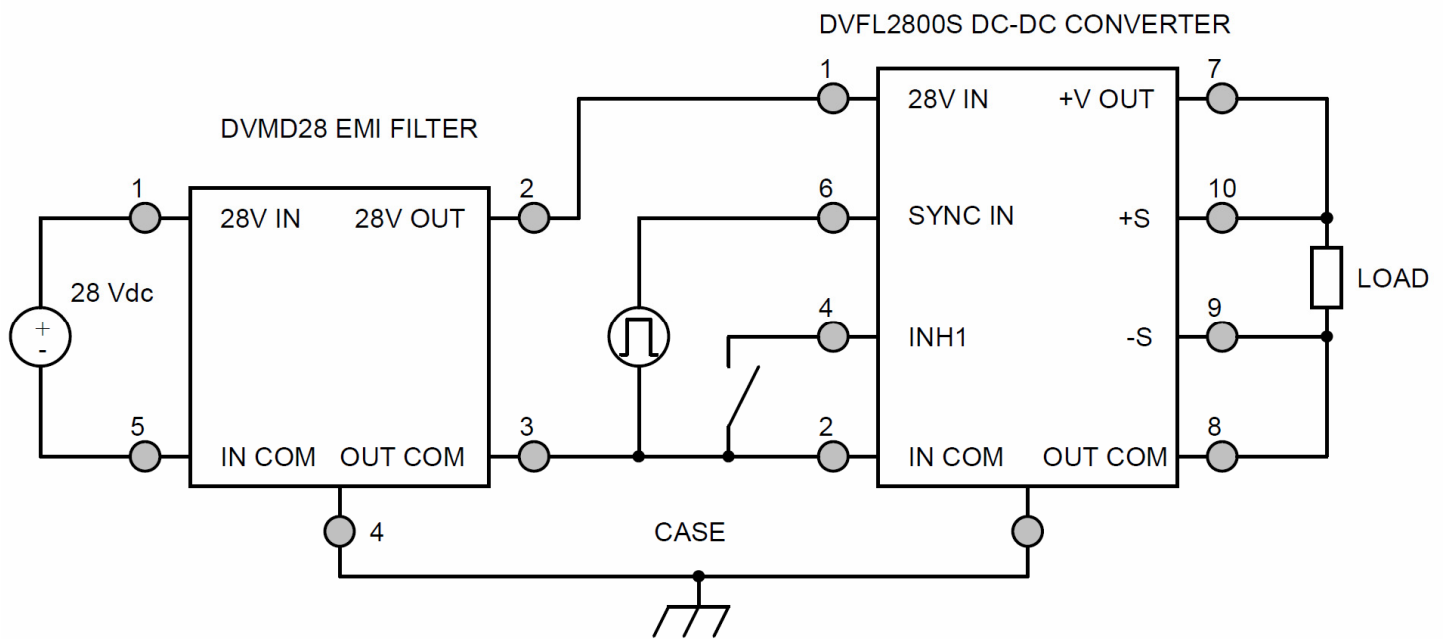 DVFL2800S DC-DC CONVERTER
1
7
28V IN
+V OUT
DVMD28 EMI FILTER
1
2
6
10
28V IN
28V OUT
SYNC IN
+S
28 Vdc
LOAD
+
-
4
9
INH1
-S
5
3
2
8
IN COM
OUT COM
IN COM
OUT COM
4
CASE